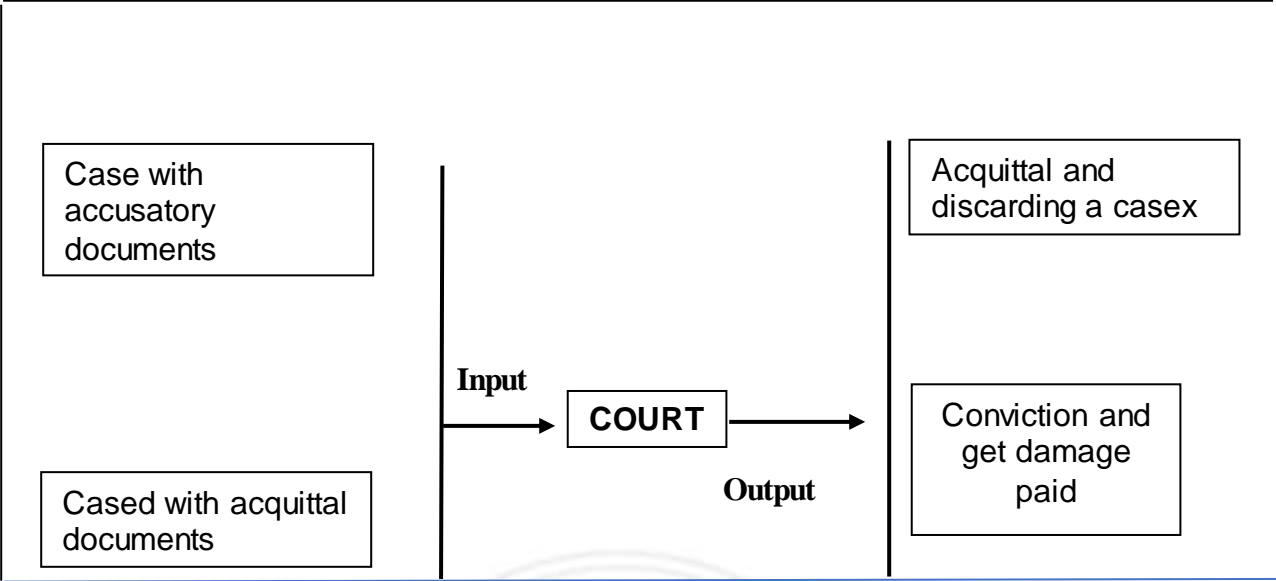 Case with
accusatory
documents
Acquittal and
discarding a casex
Input
COURT
Conviction and
get damage
paid
Output
Cased with acquittal
documents